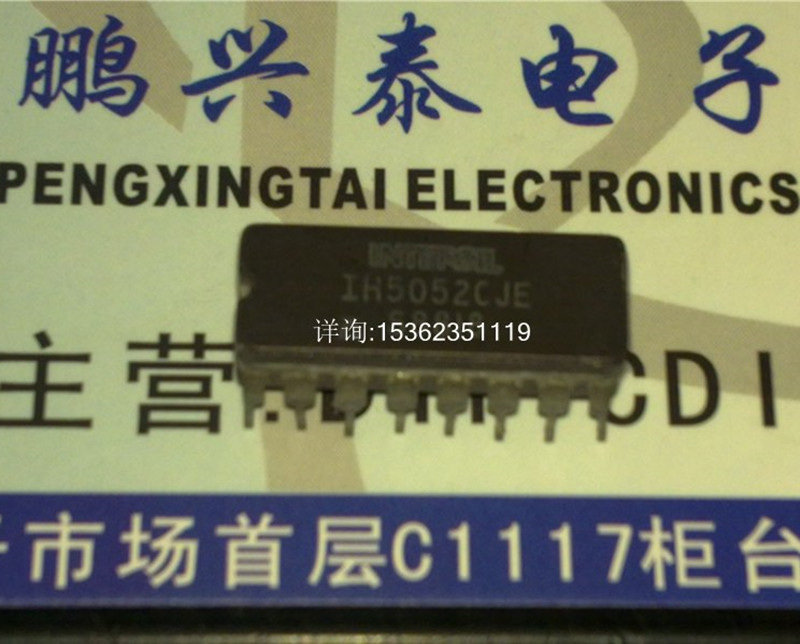 鹏兴泰电子
PENGXINGTAI ELECTRONICS
INTERSIL
IH5052CJE
详询:15362351119
主营:DIP CDI
市场首层C1117柜台